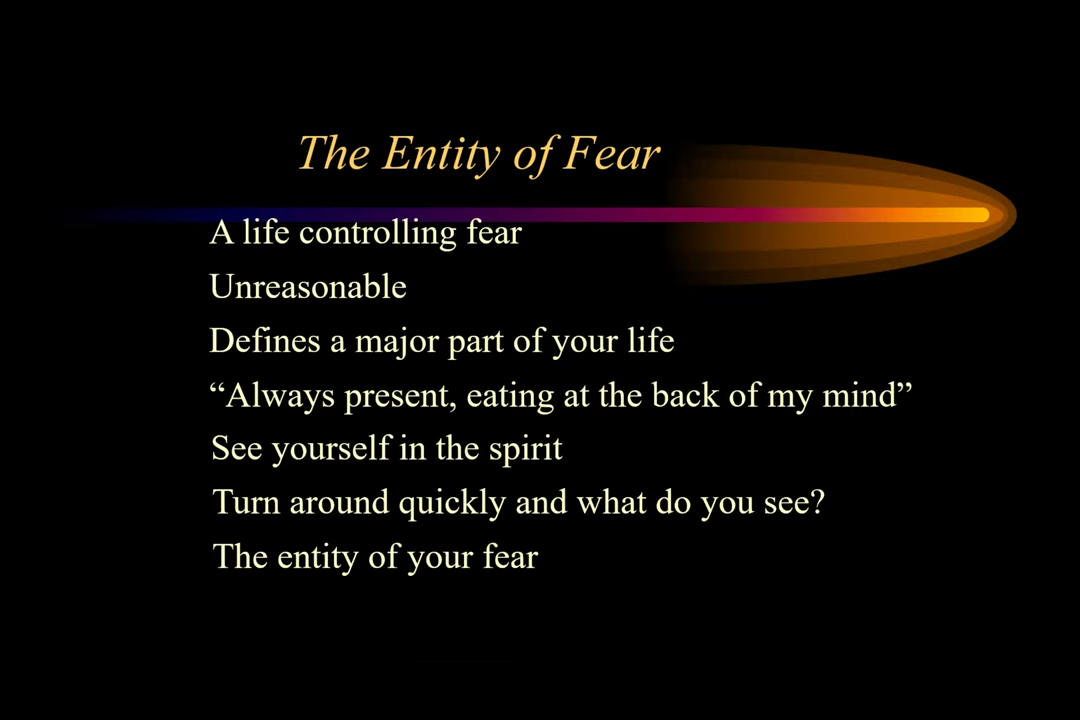 The Entity of Fear
A life controlling fear
Unreasonable
Defines a major part of your life
“Always present, eating at the back of my mind”
See yourself in the spirit
Turn around quickly and what do you see?
The entity of your fear